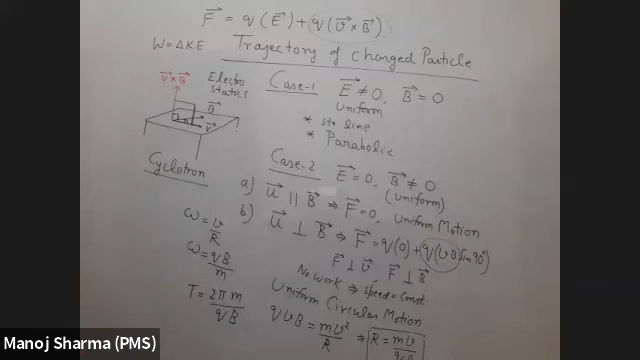 F⃗ = q(E⃗) + q(v⃗ × B⃗)
W = ΔKE Trajectory of Charged Particle
v⃗ × B⃗ Electro statics
B⃗
v⃗
Case-1 E⃗ ≠ 0, B⃗ = 0
Uniform
* str line
* Parabolic
Cyclotron
Case-2 E⃗ = 0, B⃗ ≠ 0
(Uniform)
a) u⃗ || B⃗ ⇒ F⃗ = 0, Uniform Motion
b) u⃗ ⊥ B⃗ ⇒ F⃗ = q(0) + q(vB sin 90°)
F⃗ ⊥ v⃗, F⃗ ⊥ B⃗
No work ⇒ speed = const
Uniform Circular Motion
qvB = mv²/R ⇒ R = mv/qB
ω = v/R
ω = qB/m
T = 2πm/qB
Manoj Sharma (PMS)